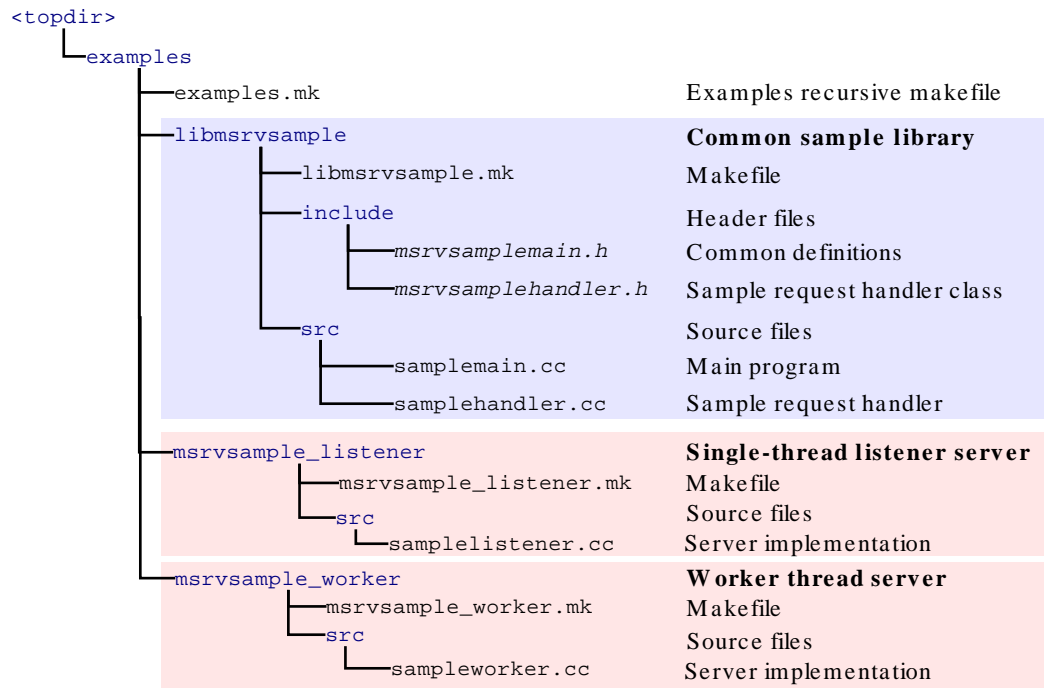 <topdir>
examples
examples.mk Examples recursive makefile
libmsrvsample Common sample library
libmsrvsample.mk Makefile
include Header files
msrvsamplemain.h Common definitions
msrvsamplehandler.h Sample request handler class
src Source files
samplemain.cc Main program
samplehandler.cc Sample request handler
msrvsample_listener Single-thread listener server
msrvsample_listener.mk Makefile
src Source files
samplelistener.cc Server implementation
msrvsample_worker Worker thread server
msrvsample_worker.mk Makefile
src Source files
sampleworker.cc Server implementation